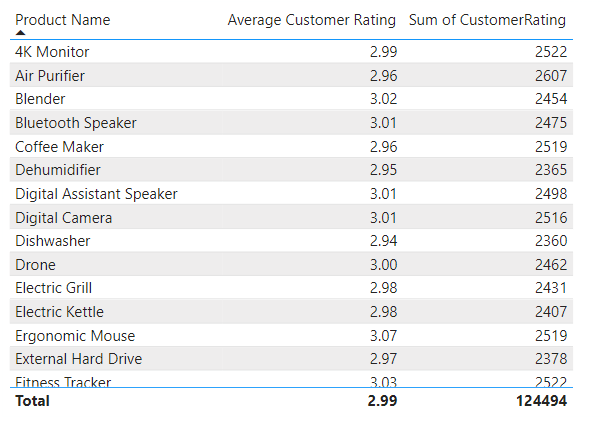 Product Name Average Customer Rating Sum of CustomerRating
4K Monitor 2.99 2522
Air Purifier 2.96 2607
Blender 3.02 2454
Bluetooth Speaker 3.01 2475
Coffee Maker 2.96 2519
Dehumidifier 2.95 2365
Digital Assistant Speaker 3.01 2498
Digital Camera 3.01 2516
Dishwasher 2.94 2360
Drone 3.00 2462
Electric Grill 2.98 2431
Electric Kettle 2.98 2407
Ergonomic Mouse 3.07 2519
External Hard Drive 2.97 2378
Fitness Tracker 3.03 2522
Total 2.99 124494